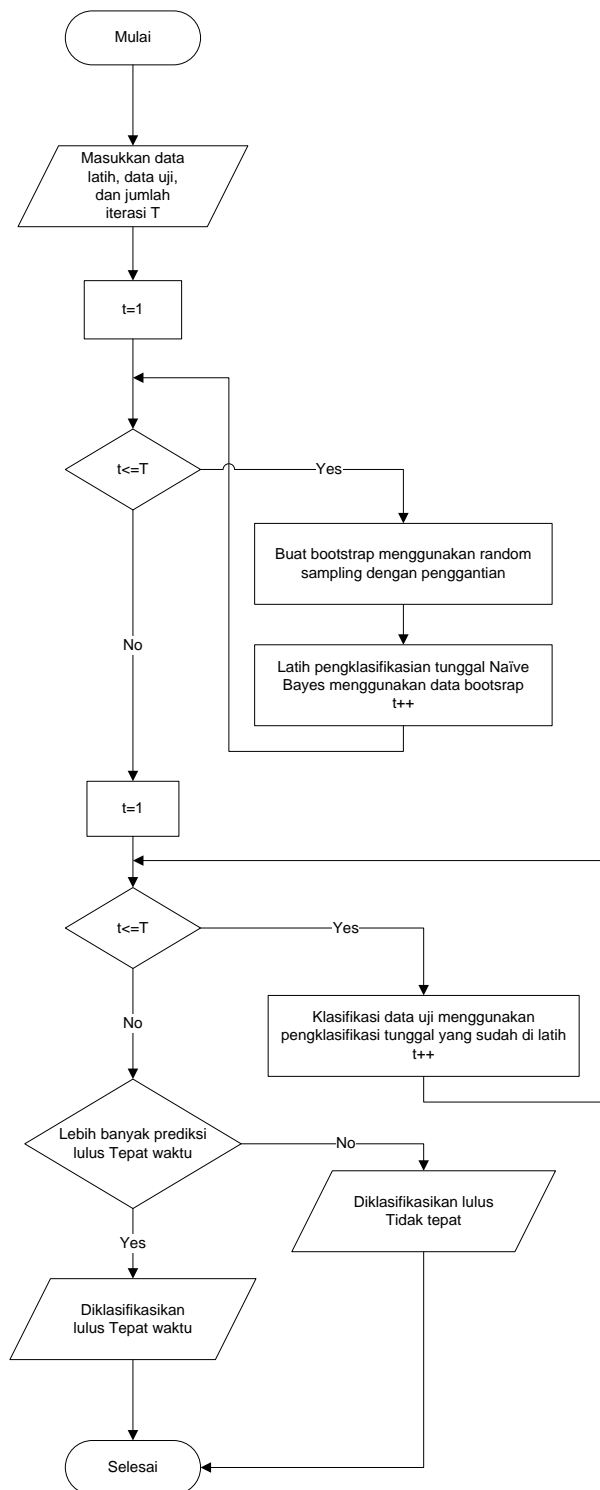 Mulai
Masukkan data
latih, data uji,
dan jumlah
iterasi T
t=1
t<=T
Yes
Buat bootstrap menggunakan random
sampling dengan penggantian
No
Latih pengklasifikasian tunggal Naïve
Bayes menggunakan data bootsrap
t++
t=1
t<=T
Yes
No
Klasifikasi data uji menggunakan
pengklasifikasi tunggal yang sudah di latih
t++
Lebih banyak prediksi
lulus Tepat waktu
No
Diklasifikasikan lulus
Tidak tepat
Yes
Diklasifikasikan
lulus Tepat waktu
Selesai